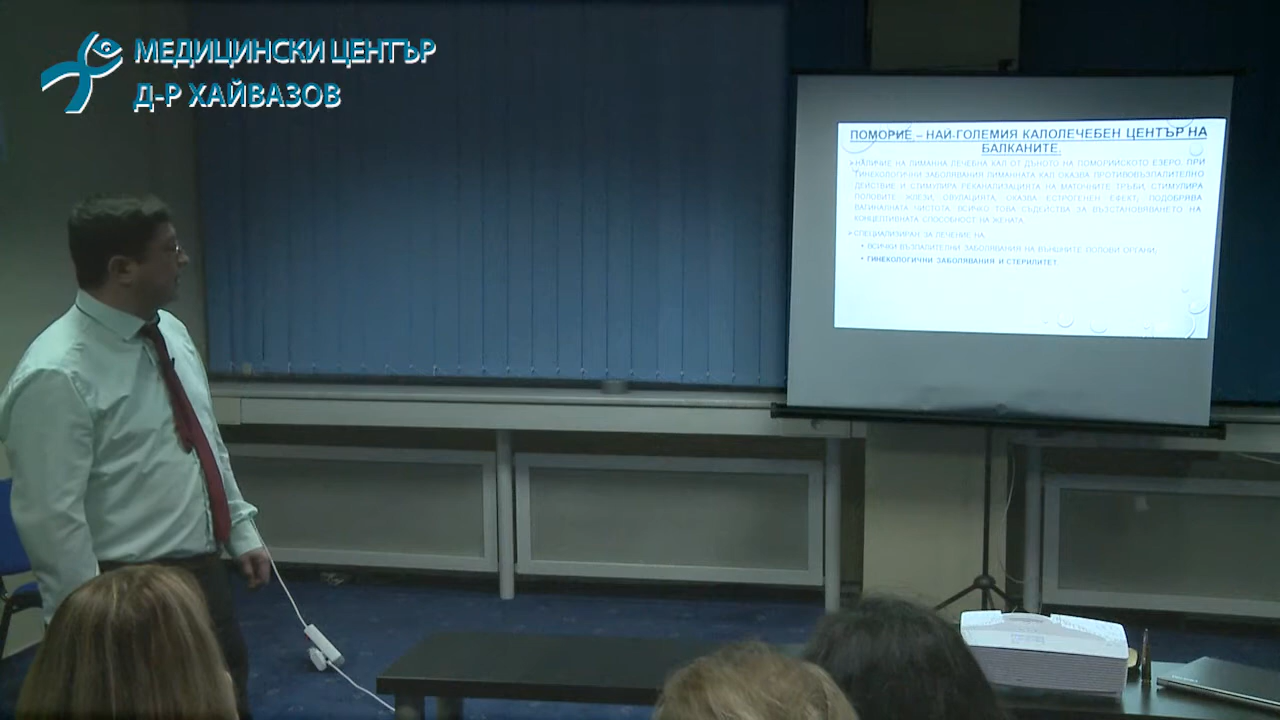 МЕДИЦИНСКИ ЦЕНТЪР
Д-Р ХАЙВАЗОВ
ПОМОРИЕ – НАЙ-ГОЛЕМИЯ КАЛОЛЕЧЕБЕН ЦЕНТЪР НА
БАЛКАНИТЕ.
НАЛИЧИЕ НА ЛИМАННА ЛЕЧЕБНА КАЛ ОТ ДЪНОТО НА ПОМОРИЙСКОТО ЕЗЕРО. ПРИ
ГИНЕКОЛОГИЧНИ ЗАБОЛЯВАНИЯ ЛИМАННАТА КАЛ ОКАЗВА ПРОТИВОВЪЗПАЛИТЕЛНО
ДЕЙСТВИЕ И СТИМУЛИРА РЕКАНАЛИЗАЦИЯТА НА МАТОЧНИТЕ ТРЪБИ, СТИМУЛИРА
ПОЛОВИТЕ ЖЛЕЗИ, ОВУЛАЦИЯТА, ОКАЗВА ЕСТРОГЕНЕН ЕФЕКТ, ПОДОБРЯВА
ВАГИНАЛНАТА ЧИСТОТА. ВСИЧКО ТОВА СЪДЕЙСТВА ЗА ВЪЗСТАНОВЯВАНЕТО НА
КОНЦЕПТИВНАТА СПОСОБНОСТ НА ЖЕНАТА.
СПЕЦИАЛИЗИРАН ЗА ЛЕЧЕНИЕ НА:
ВСИЧКИ ВЪЗПАЛИТЕЛНИ ЗАБОЛЯВАНИЯ НА ВЪНШНИТЕ ПОЛОВИ ОРГАНИ;
ГИНЕКОЛОГИЧНИ ЗАБОЛЯВАНИЯ И СТЕРИЛИТЕТ